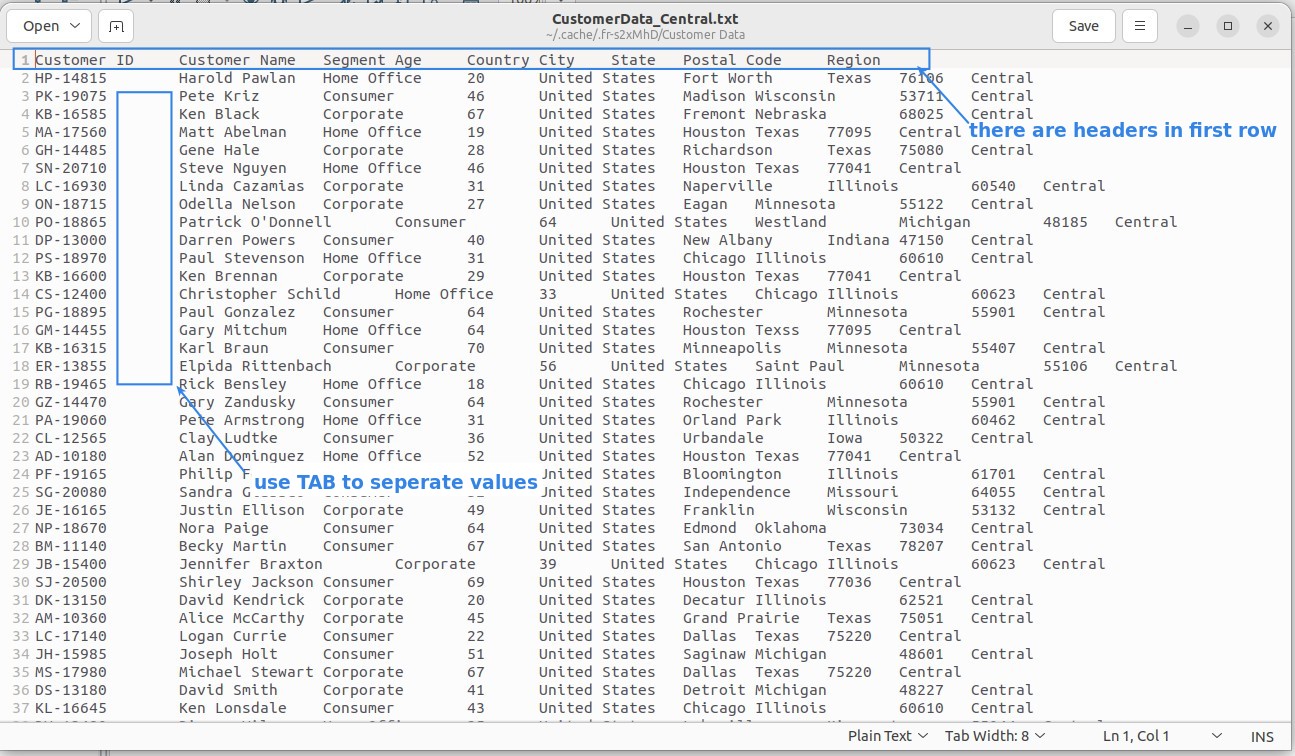 Open
CustomerData_Central.txt
~/.cache/.fr-s2xMhD/Customer Data
Save
1 Customer ID Customer Name Segment Age Country City State Postal Code Region
2 HP-14815 Harold Pawlan Home Office 20 United States Fort Worth Texas 76106 Central
3 PK-19075 Pete Kriz Consumer 46 United States Madison Wisconsin 53711 Central
4 KB-16585 Ken Black Corporate 67 United States Fremont Nebraska 68025 Central
5 MA-17560 Matt Abelman Home Office 19 United States Houston Texas 77095 Central
there are headers in first row
6 GH-14485 Gene Hale Corporate 28 United States Richardson Texas 75080 Central
7 SN-20710 Steve Nguyen Home Office 46 United States Houston Texas 77041 Central
8 LC-16930 Linda Cazamias Corporate 31 United States Naperville Illinois 60540 Central
9 ON-18715 Odella Nelson Corporate 27 United States Eagan Minnesota 55122 Central
10 PO-18865 Patrick O'Donnell Consumer 64 United States Westland Michigan 48185 Central
11 DP-13000 Darren Powers Consumer 40 United States New Albany Indiana 47150 Central
12 PS-18970 Paul Stevenson Home Office 31 United States Chicago Illinois 60610 Central
13 KB-16600 Ken Brennan Corporate 29 United States Houston Texas 77041 Central
14 CS-12400 Christopher Schild Home Office 33 United States Chicago Illinois 60623 Central
15 PG-18895 Paul Gonzalez Consumer 64 United States Rochester Minnesota 55901 Central
16 GM-14455 Gary Mitchum Home Office 64 United States Houston Texss 77095 Central
17 KB-16315 Karl Braun Consumer 70 United States Minneapolis Minnesota 55407 Central
18 ER-13855 Elpida Rittenbach Corporate 56 United States Saint Paul Minnesota 55106 Central
19 RB-19465 Rick Bensley Home Office 18 United States Chicago Illinois 60610 Central
20 GZ-14470 Gary Zandusky Consumer 64 United States Rochester Minnesota 55901 Central
21 PA-19060 Pete Armstrong Home Office 31 United States Orland Park Illinois 60462 Central
22 CL-12565 Clay Ludtke Consumer 36 United States Urbandale Iowa 50322 Central
23 AD-10180 Alan Dominguez Home Office 52 United States Houston Texas 77041 Central
24 PF-19165 Philip United States Bloomington Illinois 61701 Central
use TAB to seperate values
25 SG-20080 Sandra United States Independence Missouri 64055 Central
26 JE-16165 Justin Ellison Corporate 49 United States Franklin Wisconsin 53132 Central
27 NP-18670 Nora Paige Consumer 64 United States Edmond Oklahoma 73034 Central
28 BM-11140 Becky Martin Consumer 67 United States San Antonio Texas 78207 Central
29 JB-15400 Jennifer Braxton Corporate 39 United States Chicago Illinois 60623 Central
30 SJ-20500 Shirley Jackson Consumer 69 United States Houston Texas 77036 Central
31 DK-13150 David Kendrick Corporate 20 United States Decatur Illinois 62521 Central
32 AM-10360 Alice McCarthy Corporate 45 United States Grand Prairie Texas 75051 Central
33 LC-17140 Logan Currie Consumer 22 United States Dallas Texas 75220 Central
34 JH-15985 Joseph Holt Consumer 51 United States Saginaw Michigan 48601 Central
35 MS-17980 Michael Stewart Corporate 67 United States Dallas Texas 75220 Central
36 DS-13180 David Smith Corporate 41 United States Detroit Michigan 48227 Central
37 KL-16645 Ken Lonsdale Consumer 43 United States Chicago Illinois 60610 Central
Plain Text Tab Width: 8 Ln 1, Col 1 INS